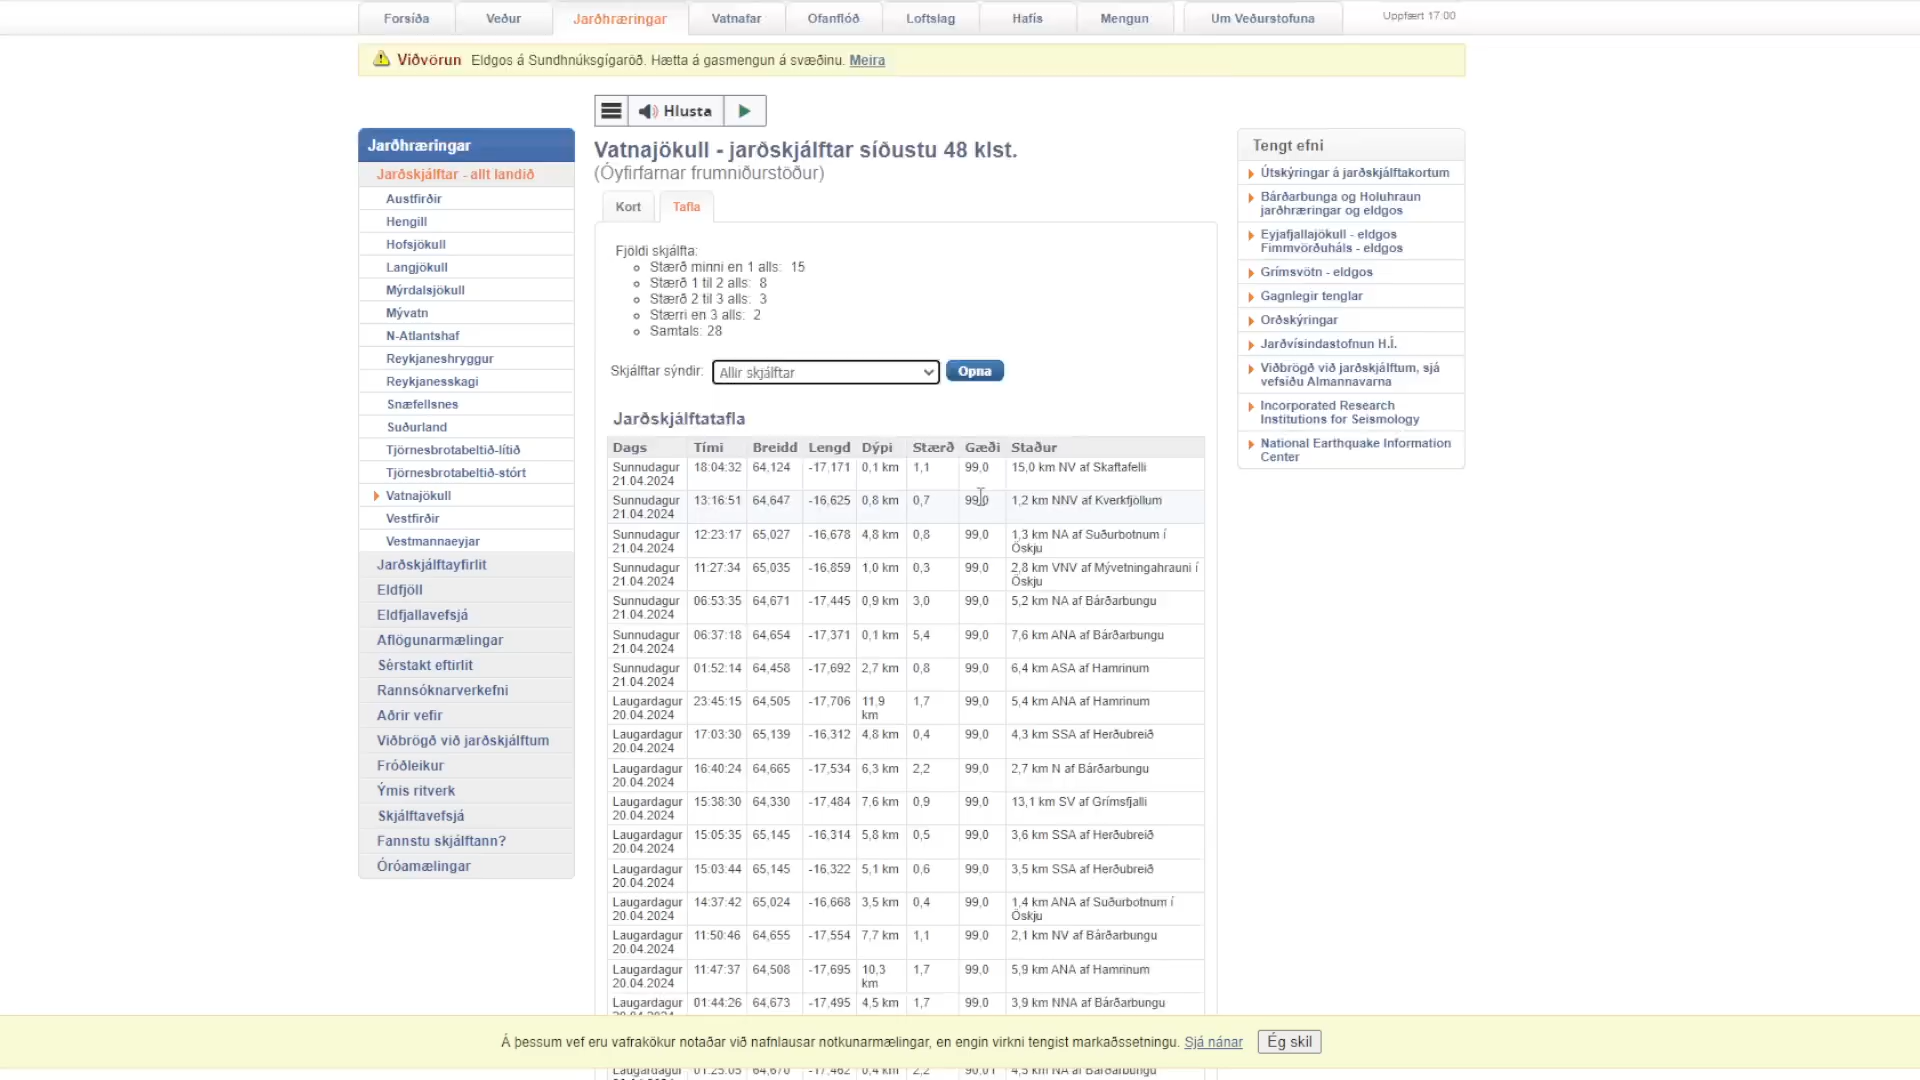 Forsíða Veður Jarðhræringar Vatnafar Ofanflóð Loftslag Hafís Mengun Um Veðurstofuna Uppfært 17:00
Viðvörun Eldgos á Sundhnúksgígaröð. Hætta á gasmengun á svæðinu. Meira
Hlusta
Jarðhræringar
Jarðskjálftar - allt landið
Austfirðir
Hengill
Hofsjökull
Langjökull
Mýrdalsjökull
Mývatn
N-Atlantshaf
Reykjaneshryggur
Reykjanesskagi
Snæfellsnes
Suðurland
Tjörnesbrotabeltið-lítið
Tjörnesbrotabeltið-stórt
Vatnajökull
Vestfirðir
Vestmannaeyjar
Jarðskjálftayfirlit
Eldfjöll
Eldfjallavefsjá
Aflögunarmælingar
Sérstakt eftirlit
Rannsóknarverkefni
Aðrir vefir
Viðbrögð við jarðskjálftum
Fróðleikur
Ýmis ritverk
Skjálftavefsjá
Fannstu skjálftann?
Óróamælingar
Vatnajökull - jarðskjálftar síðustu 48 klst.
(Óyfirfarnar frumniðurstöður)
Kort Tafla
Fjöldi skjálfta:
Stærð minni en 1 alls: 15
Stærð 1 til 2 alls: 8
Stærð 2 til 3 alls: 3
Stærri en 3 alls: 2
Samtals: 28
Skjálftar sýndir: Allir skjálftar Opna
Jarðskjálftatafla
Dags Tími Breidd Lengd Dýpi Stærð Gæði Staður
Sunnudagur 18:04:32 64,124 -17,171 0,1 km 1,1 99,0 15,0 km NV af Skaftafelli
21.04.2024
Sunnudagur 13:16:51 64,647 -16,625 0,8 km 0,7 99,0 1,2 km NNV af Kverkfjöllum
21.04.2024
Sunnudagur 12:23:17 65,027 -16,678 4,8 km 0,8 99,0 1,3 km NA af Suðurbotnum í
21.04.2024 Öskju
Sunnudagur 11:27:34 65,035 -16,859 1,0 km 0,3 99,0 2,8 km VNV af Mývetningahrauni í
21.04.2024 Öskju
Sunnudagur 06:53:35 64,671 -17,445 0,9 km 3,0 99,0 5,2 km NA af Bárðarbungu
21.04.2024
Sunnudagur 06:37:18 64,654 -17,371 0,1 km 5,4 99,0 7,6 km ANA af Bárðarbungu
21.04.2024
Sunnudagur 01:52:14 64,458 -17,692 2,7 km 0,8 99,0 6,4 km ASA af Hamrinum
21.04.2024
Laugardagur 23:45:15 64,505 -17,706 11,9 1,7 99,0 5,4 km ANA af Hamrinum
20.04.2024 km
Laugardagur 17:03:30 65,139 -16,312 4,8 km 0,4 99,0 4,3 km SSA af Herðubreið
20.04.2024
Laugardagur 16:40:24 64,665 -17,534 6,3 km 2,2 99,0 2,7 km N af Bárðarbungu
20.04.2024
Laugardagur 15:38:30 64,330 -17,484 7,6 km 0,9 99,0 13,1 km SV af Grímsfjalli
20.04.2024
Laugardagur 15:05:35 65,145 -16,314 5,8 km 0,5 99,0 3,6 km SSA af Herðubreið
20.04.2024
Laugardagur 15:03:44 65,145 -16,322 5,1 km 0,6 99,0 3,5 km SSA af Herðubreið
20.04.2024
Laugardagur 14:37:42 65,024 -16,668 3,5 km 0,4 99,0 1,4 km ANA af Suðurbotnum í
20.04.2024 Öskju
Laugardagur 11:50:46 64,655 -17,554 7,7 km 1,1 99,0 2,1 km NV af Bárðarbungu
20.04.2024
Laugardagur 11:47:37 64,508 -17,695 10,3 1,7 99,0 5,9 km ANA af Hamrinum
20.04.2024 km
Laugardagur 01:44:26 64,673 -17,495 4,5 km 1,7 99,0 3,9 km NNA af Bárðarbungu
Laugardagur 01:25:05 64,670 -17,462 0,4 km 2,2 90,01 4,5 km NA af Bárðarbungu
Tengt efni
Útskýringar á jarðskjálftakortum
Bárðarbunga og Holuhraun
jarðhræringar og eldgos
Eyjafjallajökull - eldgos
Fimmvörðuháls - eldgos
Grímsvötn - eldgos
Gagnlegir tenglar
Orðskýringar
Jarðvísindastofnun H.Í.
Viðbrögð við jarðskjálftum, sjá
vefsíðu Almannavarna
Incorporated Research
Institutions for Seismology
National Earthquake Information
Center
Á þessum vef eru vafrakökur notaðar við nafnlausar notkunarmælingar, en engin virkni tengist markaðssetningu. Sjá nánar Ég skil